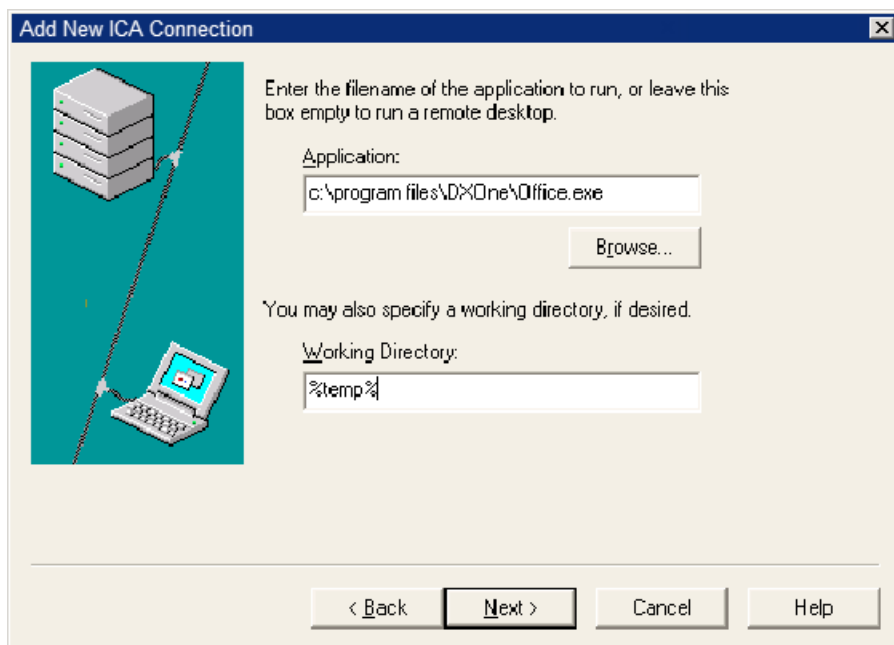 Add New ICA Connection
Enter the filename of the application to run, or leave this
box empty to run a remote desktop.
Application:
c:\program files\DXOne\Office.exe
Browse...
You may also specify a working directory, if desired.
Working Directory:
%temp%
< Back
Next >
Cancel
Help